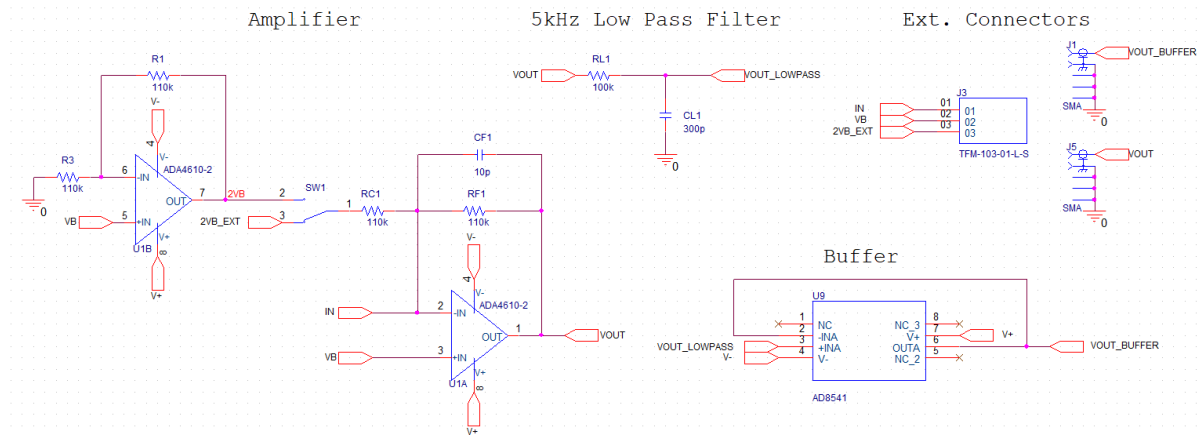 Amplifier
5kHz Low Pass Filter
Ext. Connectors
R1
110k
V-
4
V-
ADA4610-2
R3
110k
0
6
-IN
OUT
7
2VB
VB
5
+IN
V+
8
U1B
V+
2
SW1
2VB_EXT
3
1
RC1
110k
CF1
10p
RF1
110k
V-
4
V-
ADA4610-2
IN
2
-IN
OUT
1
VOUT
VB
3
+IN
V+
8
U1A
V+
VOUT
RL1
100k
VOUT_LOWPASS
CL1
300p
0
J1
VOUT_BUFFER
SMA
0
J3
IN
01
01
VB
02
02
2VB_EXT
03
03
TFM-103-01-L-S
J5
VOUT
SMA
0
Buffer
U9
1
NC
NC_3
8
2
-INA
V+
7
V+
VOUT_LOWPASS
3
+INA
OUTA
6
VOUT_BUFFER
V-
4
V-
NC_2
5
AD8541